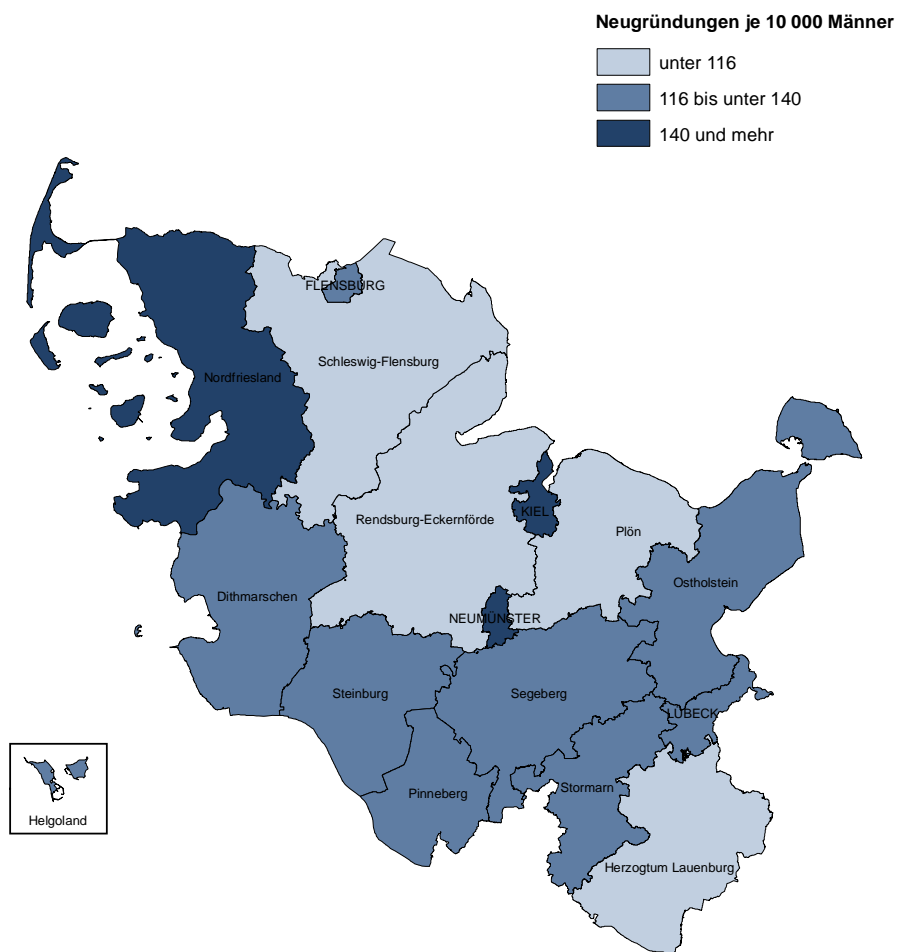 Neugründungen je 10 000 Männer
unter 116
116 bis unter 140
140 und mehr
FLENSBURG
Schleswig-Flensburg
Nordfriesland
KIEL
Rendsburg-Eckernförde
Plön
Ostholstein
Dithmarschen
NEUMÜNSTER
Steinburg
Segeberg
LÜBECK
Stormarn
Pinneberg
Helgoland
Herzogtum Lauenburg